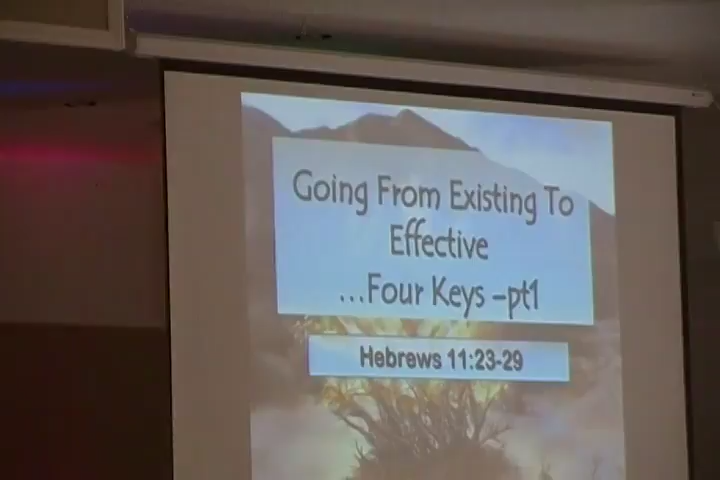 Going From Existing To
Effective
...Four Keys –pt1
Hebrews 11:23-29